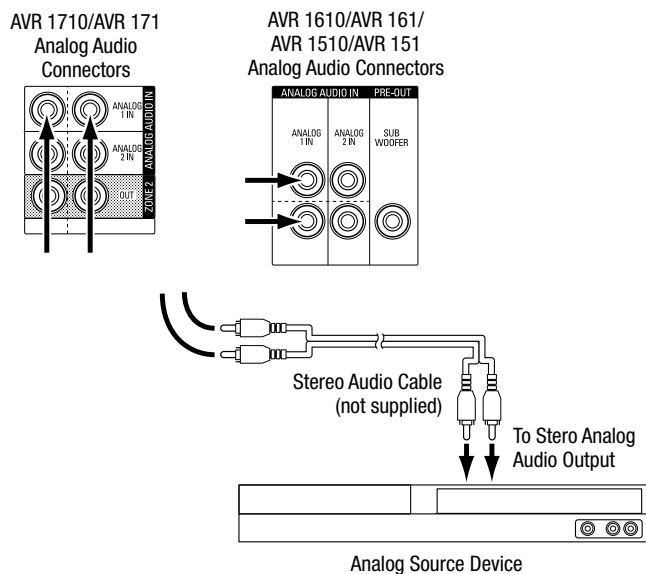 AVR 1710/AVR 171
Analog Audio
Connectors
ANALOG
1 IN
ANALOG
2 IN
OUT
ANALOG AUDIO IN
ZONE 2
AVR 1610/AVR 161/
AVR 1510/AVR 151
Analog Audio Connectors
ANALOG AUDIO IN PRE-OUT
ANALOG
1 IN
ANALOG
2 IN
SUB
WOOFER
Stereo Audio Cable
(not supplied)
To Stero Analog
Audio Output
Analog Source Device